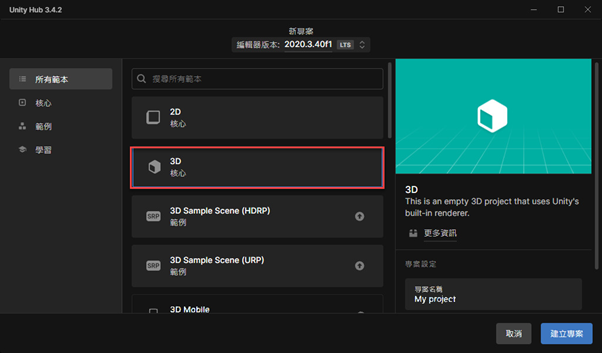 Unity Hub 3.4.2
新專案
編輯器版本: 2020.3.40f1 LTS
所有範本
核心
範例
學習
搜尋所有範本
2D
核心
3D
核心
SRP
3D Sample Scene (HDRP)
範例
SRP
3D Sample Scene (URP)
範例
3D Mobile
3D
This is an empty 3D project that uses Unity's
built-in renderer.
更多資訊
專案設定
專案名稱
My project
取消
建立專案